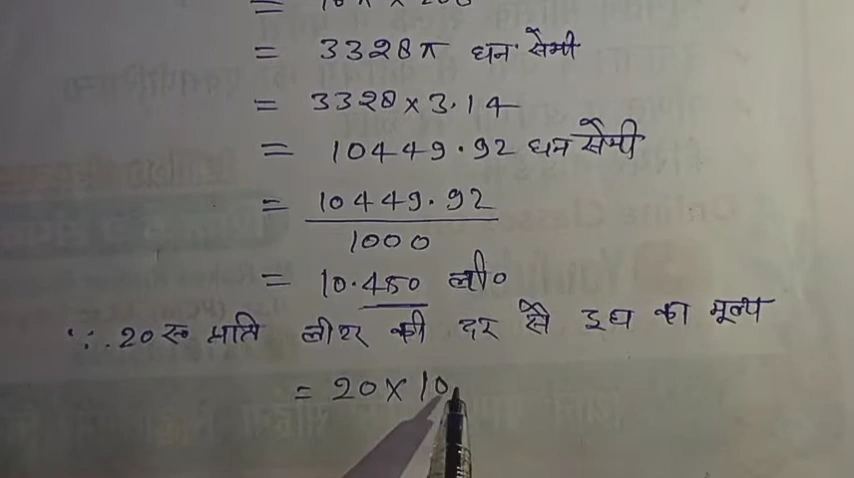 = 3328π घन सेमी
= 3328 × 3.14
= 10449.92 घन सेमी
= 10449.92
1000
= 10.450 ली०
∵ 20 रू प्रति लीटर की दर से दूध का मूल्य
= 20 × 10